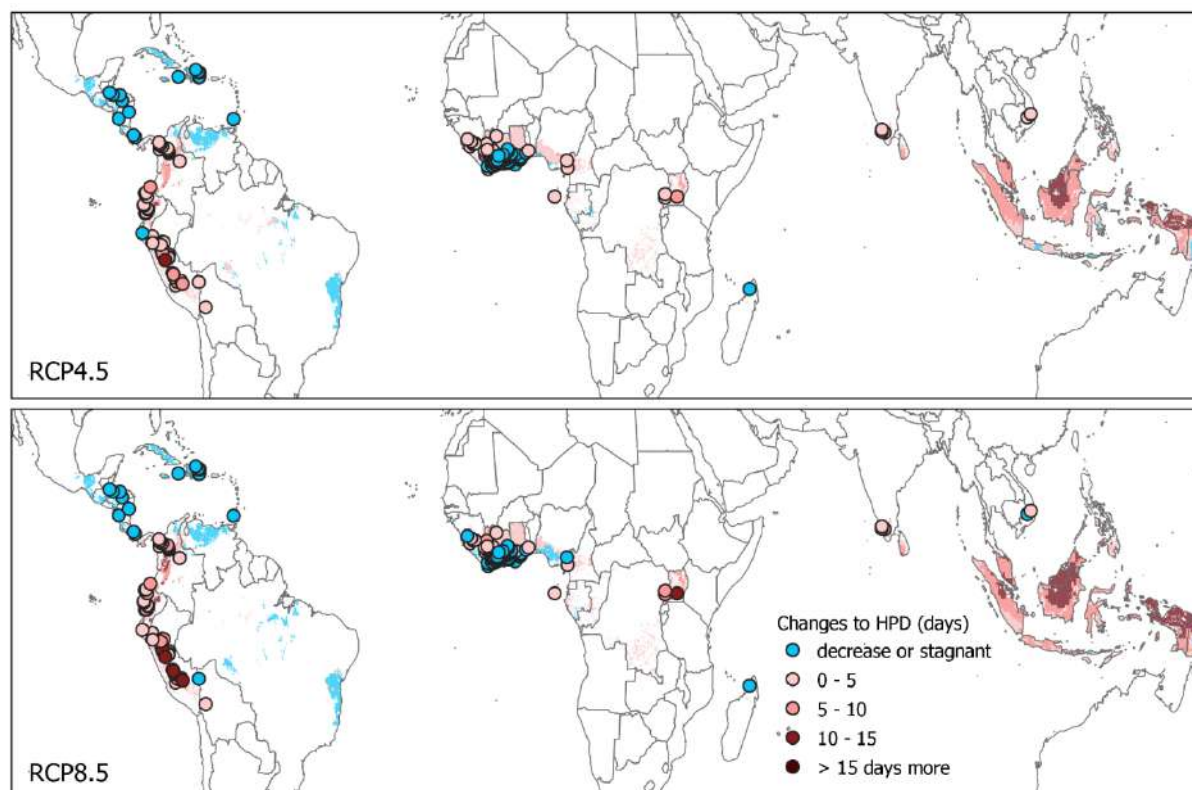 RCP4.5
Changes to HPD (days)
decrease or stagnant
0 - 5
5 - 10
10 - 15
> 15 days more
RCP8.5